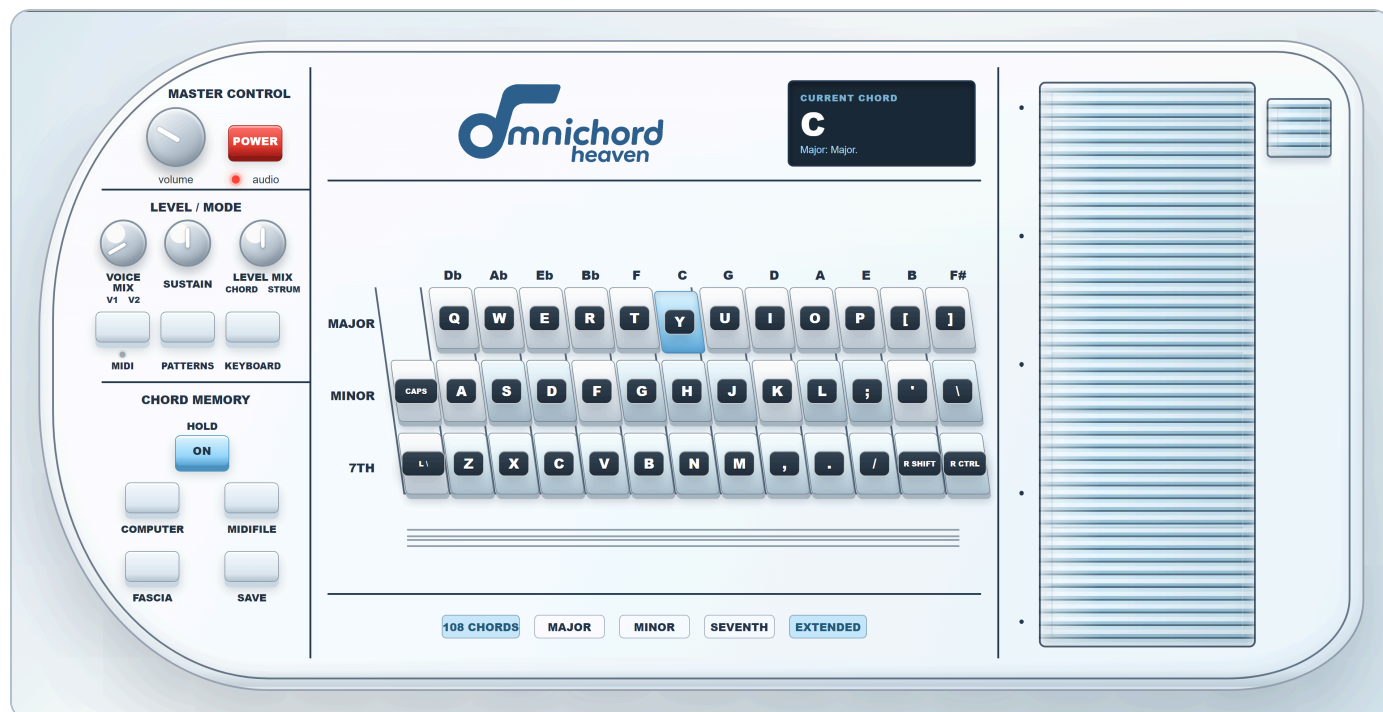 MASTER CONTROL
POWER
volume
audio
LEVEL / MODE
VOICE
MIX
V1 V2
SUSTAIN
LEVEL MIX
CHORD STRUM
MIDI
PATTERNS
KEYBOARD
CHORD MEMORY
HOLD
ON
COMPUTER
MIDIFILE
FASCIA
SAVE
omnichord
heaven
CURRENT CHORD
C
Major: Major.
Db Ab Eb Bb F C G D A E B F#
MAJOR
Q W E R T Y U I O P [ ]
MINOR
CAPS A S D F G H J K L ; ' \
7TH
L \ Z X C V B N M , . / R SHIFT R CTRL
108 CHORDS
MAJOR
MINOR
SEVENTH
EXTENDED